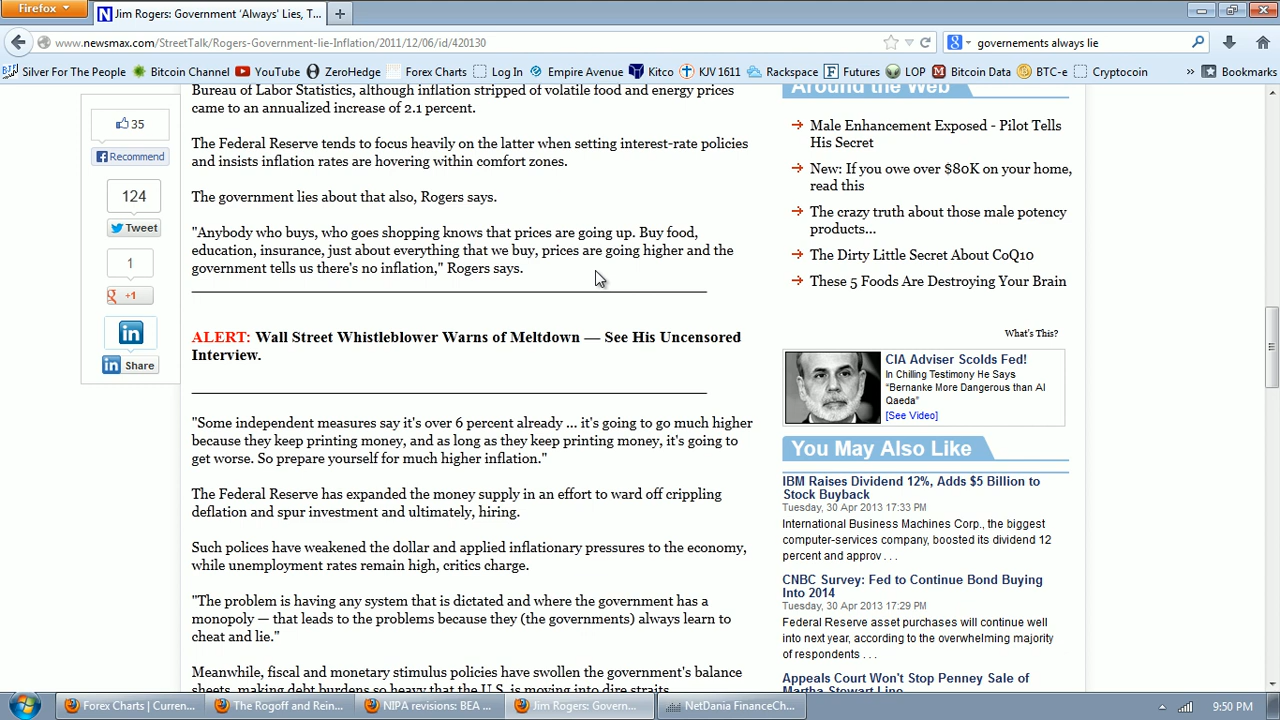 Firefox
Jim Rogers: Government 'Always' Lies, T...
www.newsmax.com/StreetTalk/Rogers-Government-lie-Inflation/2011/12/06/id/420130
governements always lie
Silver For The People
Bitcoin Channel
YouTube
ZeroHedge
Forex Charts
Log In
Empire Avenue
Kitco
KJV 1611
Rackspace
Futures
LOP
Bitcoin Data
BTC-e
Cryptocoin
»
Bookmarks
35
Recommend
124
Tweet
1
+1
in
in Share
Bureau of Labor Statistics, although inflation stripped of volatile food and energy prices
came to an annualized increase of 2.1 percent.
The Federal Reserve tends to focus heavily on the latter when setting interest-rate policies
and insists inflation rates are hovering within comfort zones.
The government lies about that also, Rogers says.
"Anybody who buys, who goes shopping knows that prices are going up. Buy food,
education, insurance, just about everything that we buy, prices are going higher and the
government tells us there's no inflation," Rogers says.
ALERT: Wall Street Whistleblower Warns of Meltdown — See His Uncensored
Interview.
"Some independent measures say it's over 6 percent already ... it's going to go much higher
because they keep printing money, and as long as they keep printing money, it's going to
get worse. So prepare yourself for much higher inflation."
The Federal Reserve has expanded the money supply in an effort to ward off crippling
deflation and spur investment and ultimately, hiring.
Such polices have weakened the dollar and applied inflationary pressures to the economy,
while unemployment rates remain high, critics charge.
"The problem is having any system that is dictated and where the government has a
monopoly — that leads to the problems because they (the governments) always learn to
cheat and lie."
Meanwhile, fiscal and monetary stimulus policies have swollen the government's balance
sheets, making debt burdens so heavy that the U.S. is moving into dire straits
Around the Web
Male Enhancement Exposed - Pilot Tells
His Secret
New: If you owe over $80K on your home,
read this
The crazy truth about those male potency
products...
The Dirty Little Secret About CoQ10
These 5 Foods Are Destroying Your Brain
What's This?
CIA Adviser Scolds Fed!
In Chilling Testimony He Says
"Bernanke More Dangerous than Al
Qaeda"
[See Video]
You May Also Like
IBM Raises Dividend 12%, Adds $5 Billion to
Stock Buyback
Tuesday, 30 Apr 2013 17:33 PM
International Business Machines Corp., the biggest
computer-services company, boosted its dividend 12
percent and approv . . .
CNBC Survey: Fed to Continue Bond Buying
Into 2014
Tuesday, 30 Apr 2013 17:29 PM
Federal Reserve asset purchases will continue well
into next year, according to the overwhelming majority
of respondents . . .
Appeals Court Won't Stop Penney Sale of
Martha Stewart Line
Forex Charts | Curren...
The Rogoff and Rein...
NIPA revisions: BEA ...
Jim Rogers: Govern...
NetDania FinanceCh...
9:50 PM